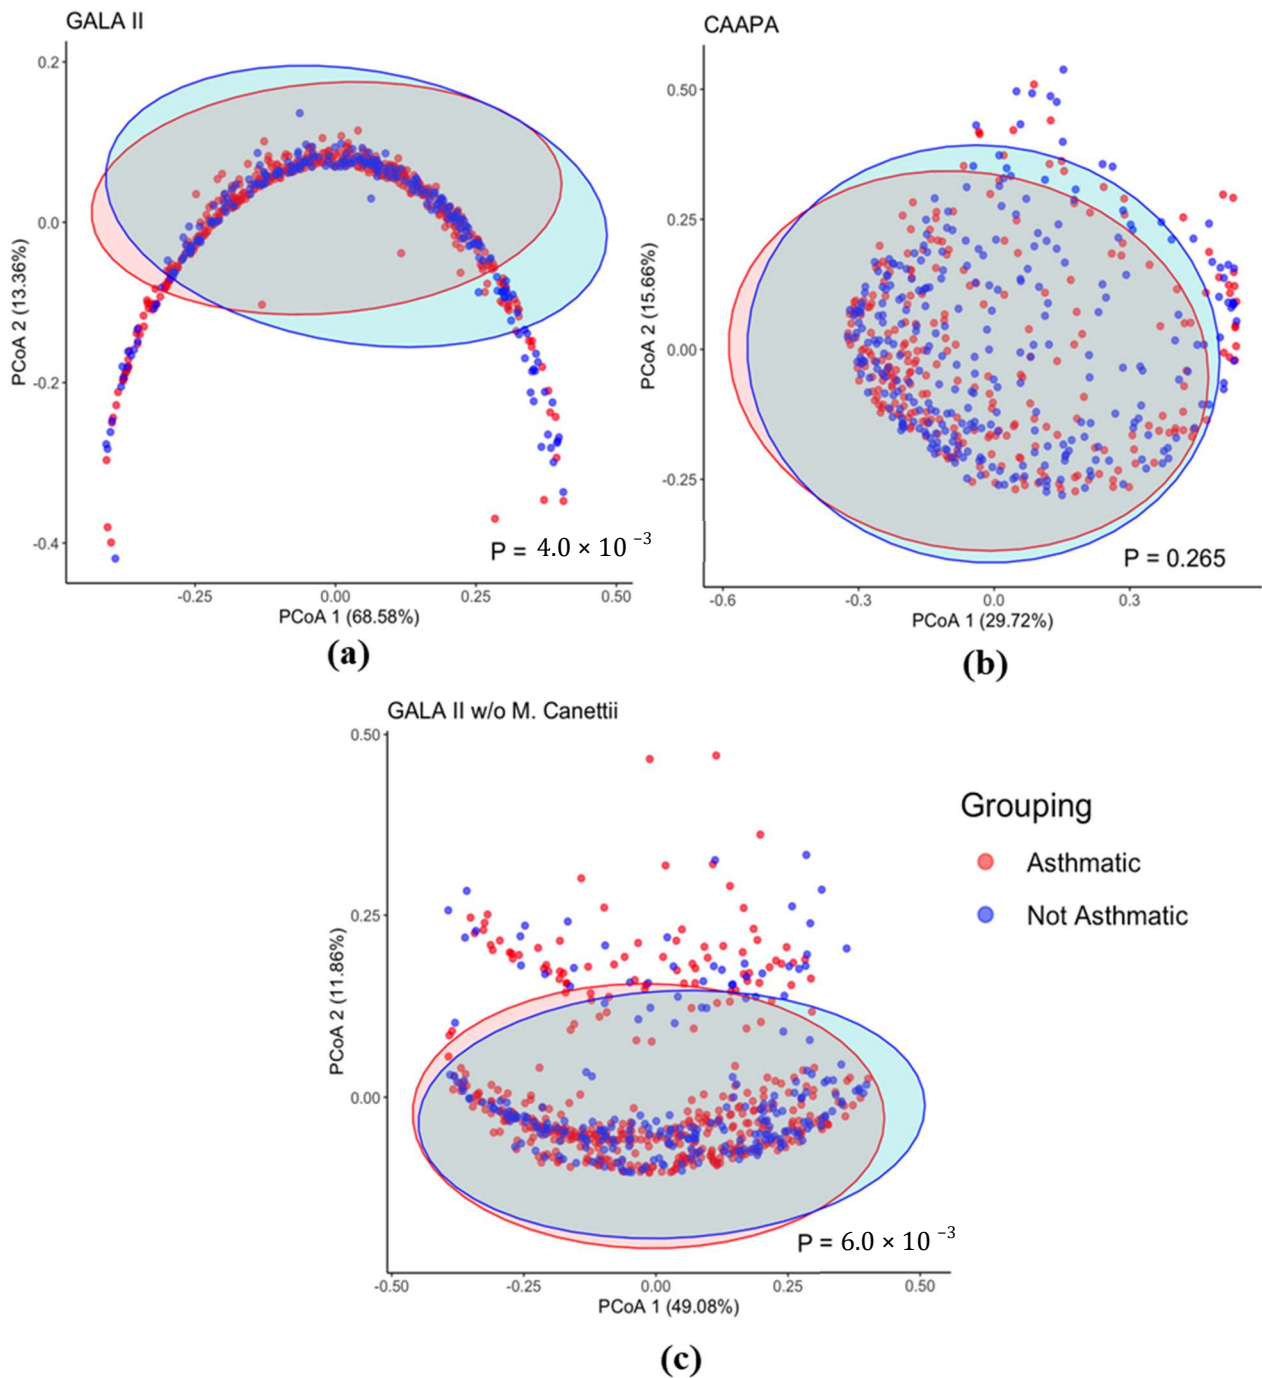 GALA II
0.2
0.0
-0.2
-0.4
PCoA 2 (13.36%)
P = 4.0 × 10 −3
-0.25
0.00
0.25
0.50
PCoA 1 (68.58%)
(a)
CAAPA
0.50
0.25
0.00
-0.25
PCoA 2 (15.66%)
P = 0.265
-0.6
-0.3
0.0
0.3
PCoA 1 (29.72%)
(b)
GALA II w/o M. Canettii
0.50
0.25
0.00
PCoA 2 (11.86%)
P = 6.0 × 10 −3
-0.50
-0.25
0.00
0.25
0.50
PCoA 1 (49.08%)
(c)
Grouping
Asthmatic
Not Asthmatic